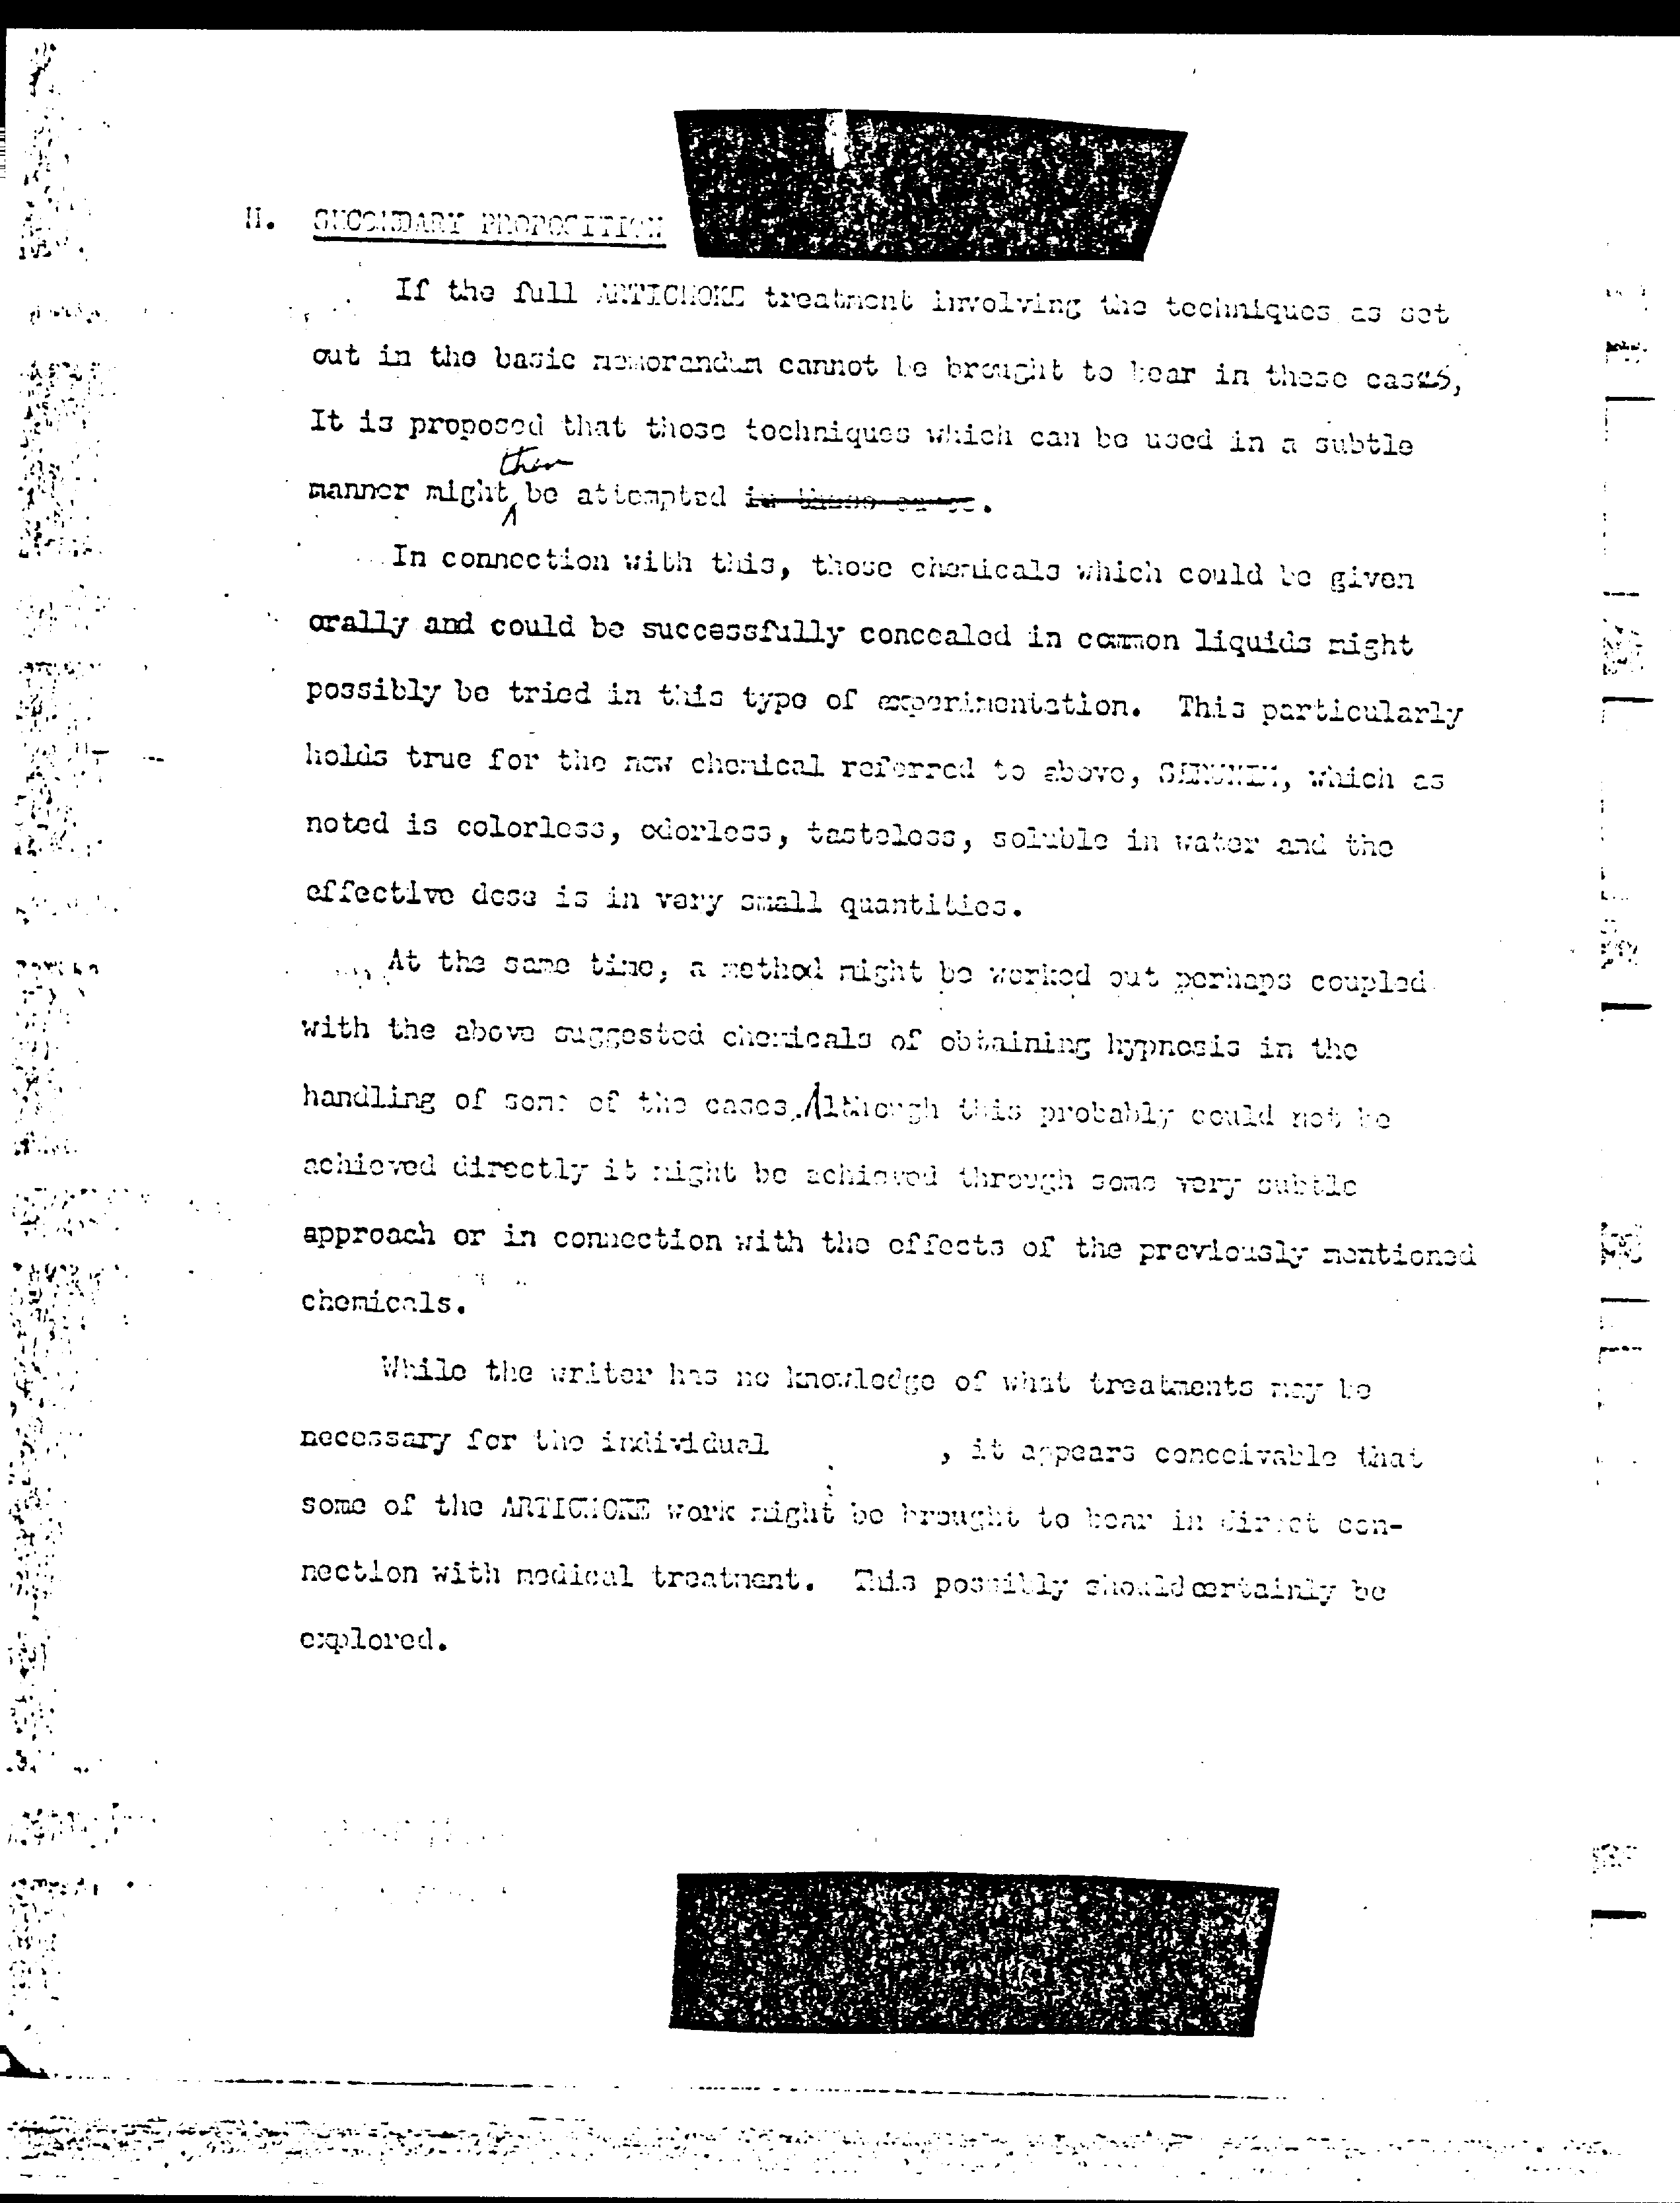 II. SECONDARY PROPOSITION
If the full ARTICHOKE treatment involving the techniques as set
out in the basic memorandum cannot be brought to bear in these cases,
It is proposed that those techniques which can be used in a subtle
then
manner might be attempted in these cases.
In connection with this, those chemicals which could be given
orally and could be successfully concealed in common liquids might
possibly be tried in this type of experimentation. This particularly
holds true for the new chemical referred to above, which as
noted is colorless, odorless, tasteless, soluble in water and the
effective dose is in very small quantities.
At the same time, a method might be worked out perhaps coupled
with the above suggested chemicals of obtaining hypnosis in the
handling of some of the cases. Although this probably could not be
achieved directly it might be achieved through some very subtle
approach or in connection with the effects of the previously mentioned
chemicals.
While the writer has no knowledge of what treatments may be
necessary for the individual , it appears conceivable that
some of the ARTICHOKE work might be brought to bear in direct con-
nection with medical treatment. This possibly should certainly be
explored.